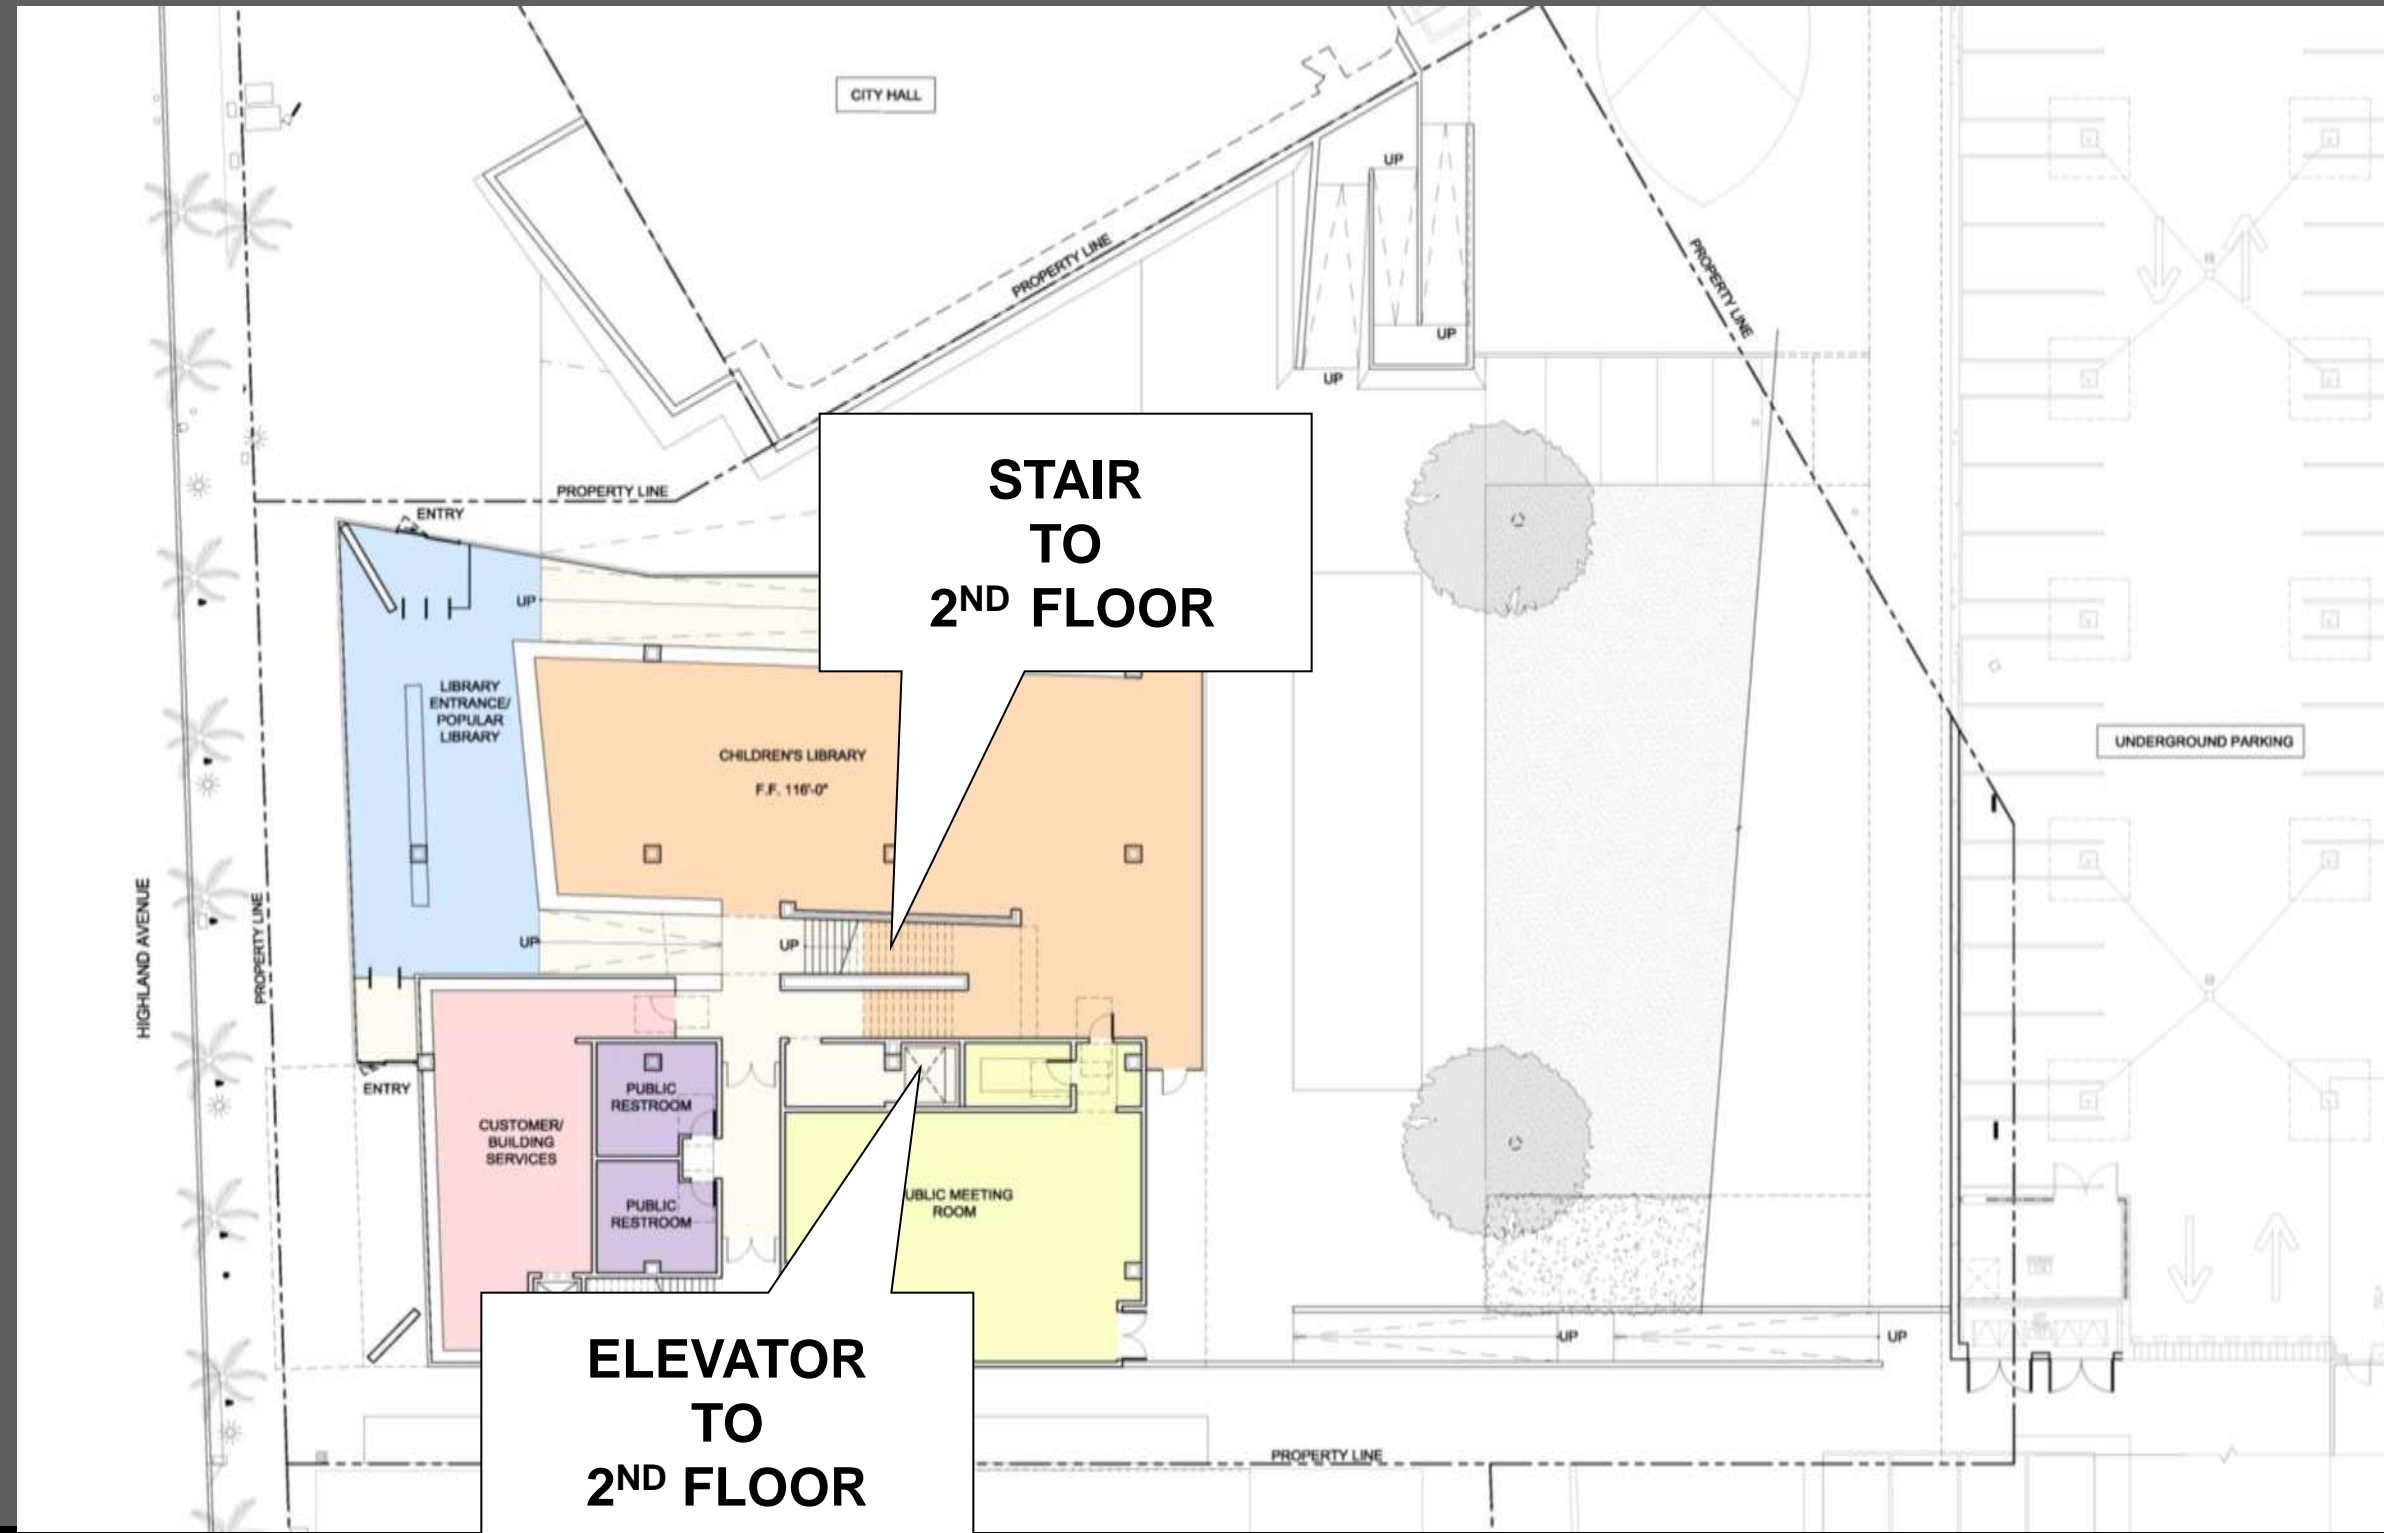 CITY HALL
UP
PROPERTY LINE
PROPERTY LINE
UP
UP
STAIR
TO
2ND FLOOR
PROPERTY LINE
ENTRY
UP
LIBRARY
ENTRANCE/
POPULAR
LIBRARY
CHILDREN'S LIBRARY
F.F. 116'-0"
UNDERGROUND PARKING
HIGHLAND AVENUE
PROPERTY LINE
UP
UP
ENTRY
PUBLIC
RESTROOM
CUSTOMER/
BUILDING
SERVICES
PUBLIC
RESTROOM
UBLIC MEETING
ROOM
UP
UP
ELEVATOR
TO
2ND FLOOR
PROPERTY LINE